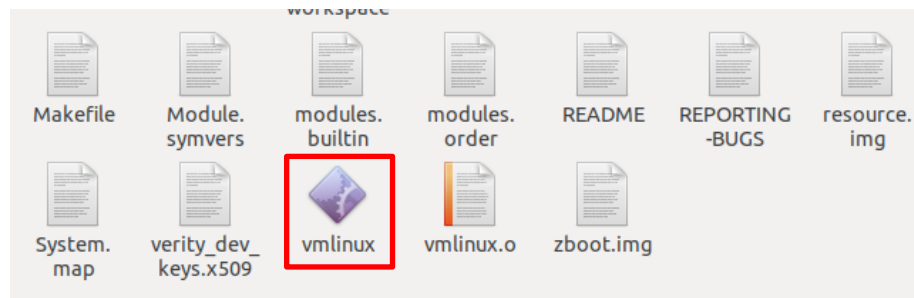 workspace
Makefile
Module.
symvers
modules.
builtin
modules.
order
README
REPORTING
-BUGS
resource.
img
System.
map
verity_dev_
keys.x509
vmlinux
vmlinux.o
zboot.img